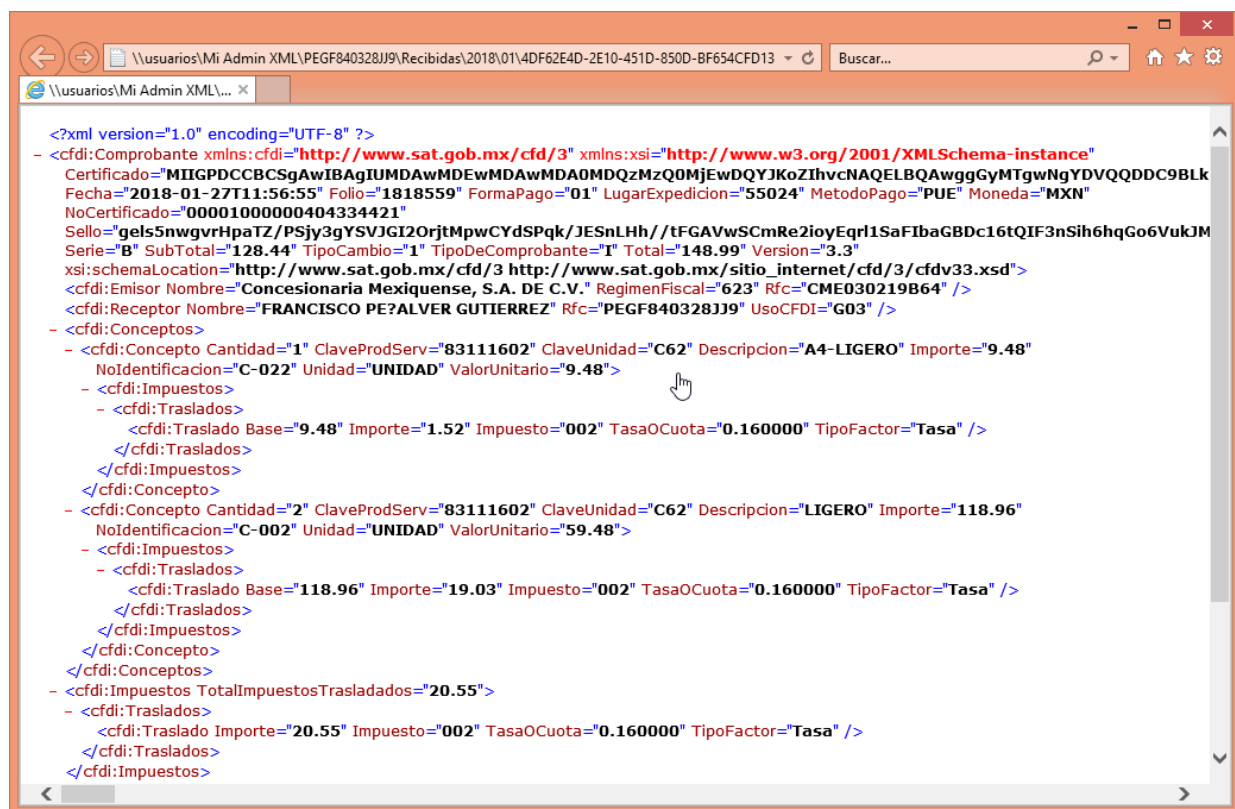 \\usuarios\Mi Admin XML\PEGF840328JJ9\Recibidas\2018\01\4DF62E4D-2E10-451D-850D-BF654CFD13
Buscar...
\\usuarios\Mi Admin XML\...
<?xml version="1.0" encoding="UTF-8" ?>
- <cfdi:Comprobante xmlns:cfdi="http://www.sat.gob.mx/cfd/3" xmlns:xsi="http://www.w3.org/2001/XMLSchema-instance"
Certificado="MIIGPDCCBCSgAwIBAgIUMDAwMDEwMDAwMDA0MDQzMzQ0MjEwDQYJKoZIhvcNAQELBQAwggGyMTgwNgYDVQQDDC9BLk
Fecha="2018-01-27T11:56:55" Folio="1818559" FormaPago="01" LugarExpedicion="55024" MetodoPago="PUE" Moneda="MXN"
NoCertificado="00001000000404334421"
Sello="gels5nwgvrHpaTZ/PSjy3gYSVJGI2OrjtMpwCYdSPqk/JESnLHh//tFGAVwSCmRe2ioyEqrl1SaFIbaGBDc16tQIF3nSih6hqGo6VukJM
Serie="B" SubTotal="128.44" TipoCambio="1" TipoDeComprobante="I" Total="148.99" Version="3.3"
xsi:schemaLocation="http://www.sat.gob.mx/cfd/3 http://www.sat.gob.mx/sitio_internet/cfd/3/cfdv33.xsd">
<cfdi:Emisor Nombre="Concesionaria Mexiquense, S.A. DE C.V." RegimenFiscal="623" Rfc="CME030219B64" />
<cfdi:Receptor Nombre="FRANCISCO PE?ALVER GUTIERREZ" Rfc="PEGF840328JJ9" UsoCFDI="G03" />
- <cfdi:Conceptos>
- <cfdi:Concepto Cantidad="1" ClaveProdServ="83111602" ClaveUnidad="C62" Descripcion="A4-LIGERO" Importe="9.48"
NoIdentificacion="C-022" Unidad="UNIDAD" ValorUnitario="9.48">
- <cfdi:Impuestos>
- <cfdi:Traslados>
<cfdi:Traslado Base="9.48" Importe="1.52" Impuesto="002" TasaOCuota="0.160000" TipoFactor="Tasa" />
</cfdi:Traslados>
</cfdi:Impuestos>
</cfdi:Concepto>
- <cfdi:Concepto Cantidad="2" ClaveProdServ="83111602" ClaveUnidad="C62" Descripcion="LIGERO" Importe="118.96"
NoIdentificacion="C-002" Unidad="UNIDAD" ValorUnitario="59.48">
- <cfdi:Impuestos>
- <cfdi:Traslados>
<cfdi:Traslado Base="118.96" Importe="19.03" Impuesto="002" TasaOCuota="0.160000" TipoFactor="Tasa" />
</cfdi:Traslados>
</cfdi:Impuestos>
</cfdi:Concepto>
</cfdi:Conceptos>
- <cfdi:Impuestos TotalImpuestosTrasladados="20.55">
- <cfdi:Traslados>
<cfdi:Traslado Importe="20.55" Impuesto="002" TasaOCuota="0.160000" TipoFactor="Tasa" />
</cfdi:Traslados>
</cfdi:Impuestos>